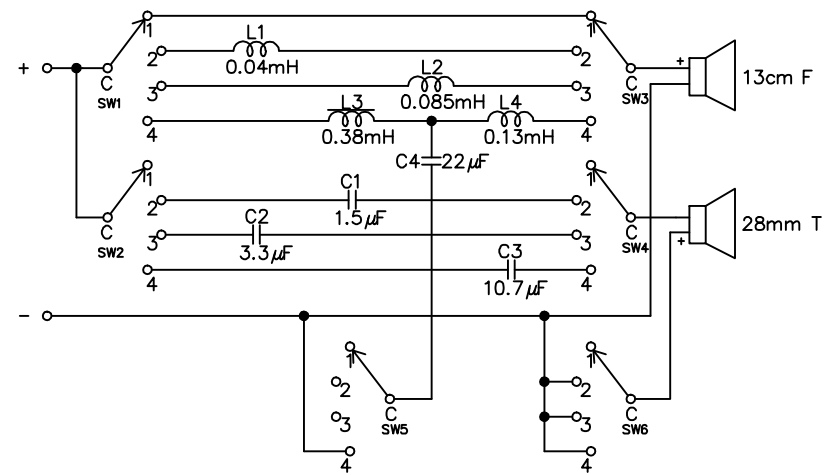 1 1
L1
2 0.04mH 2
+ C SW1 C SW3 + 13cm F
L2
3 0.085mH 3
L3 L4
4 0.38mH 0.13mH 4
C4 22μF
1 1
C1
2 1.5μF 2
C SW2 C SW4 + 28mm T
C2
3 3.3μF 3
C3
4 10.7μF 4
−
1 1
2 2
C SW5 C SW6
3 3
4 4